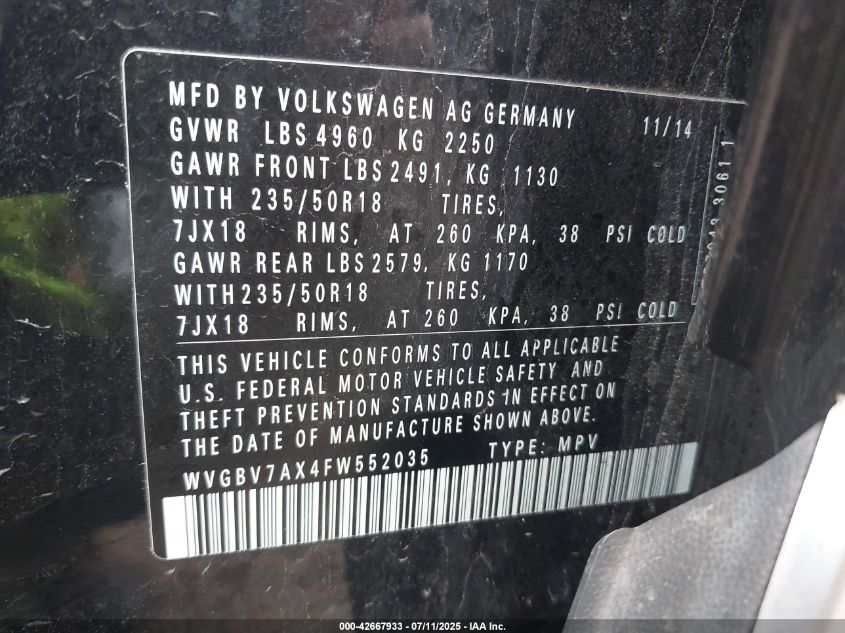 MFD BY VOLKSWAGEN AG GERMANY 11/14
GVWR LBS 4960 KG 2250
GAWR FRONT LBS 2491, KG 1130
WITH 235/50R18 TIRES,
7JX18 RIMS, AT 260 KPA, 38 PSI COLD
GAWR REAR LBS 2579, KG 1170
WITH 235/50R18 TIRES,
7JX18 RIMS, AT 260 KPA, 38 PSI COLD
THIS VEHICLE CONFORMS TO ALL APPLICABLE
U.S. FEDERAL MOTOR VEHICLE SAFETY AND
THEFT PREVENTION STANDARDS IN EFFECT ON
THE DATE OF MANUFACTURE SHOWN ABOVE.
WVGBV7AX4FW552035 TYPE: MPV
3061 1
000-42667933 - 07/11/2025 - IAA Inc.